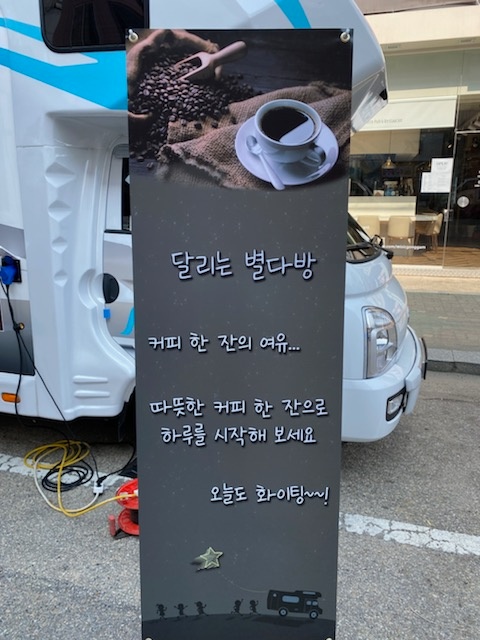 달리는 별다방
커피 한 잔의 여유...
따뜻한 커피 한 잔으로
하루를 시작해 보세요
오늘도 화이팅~~!